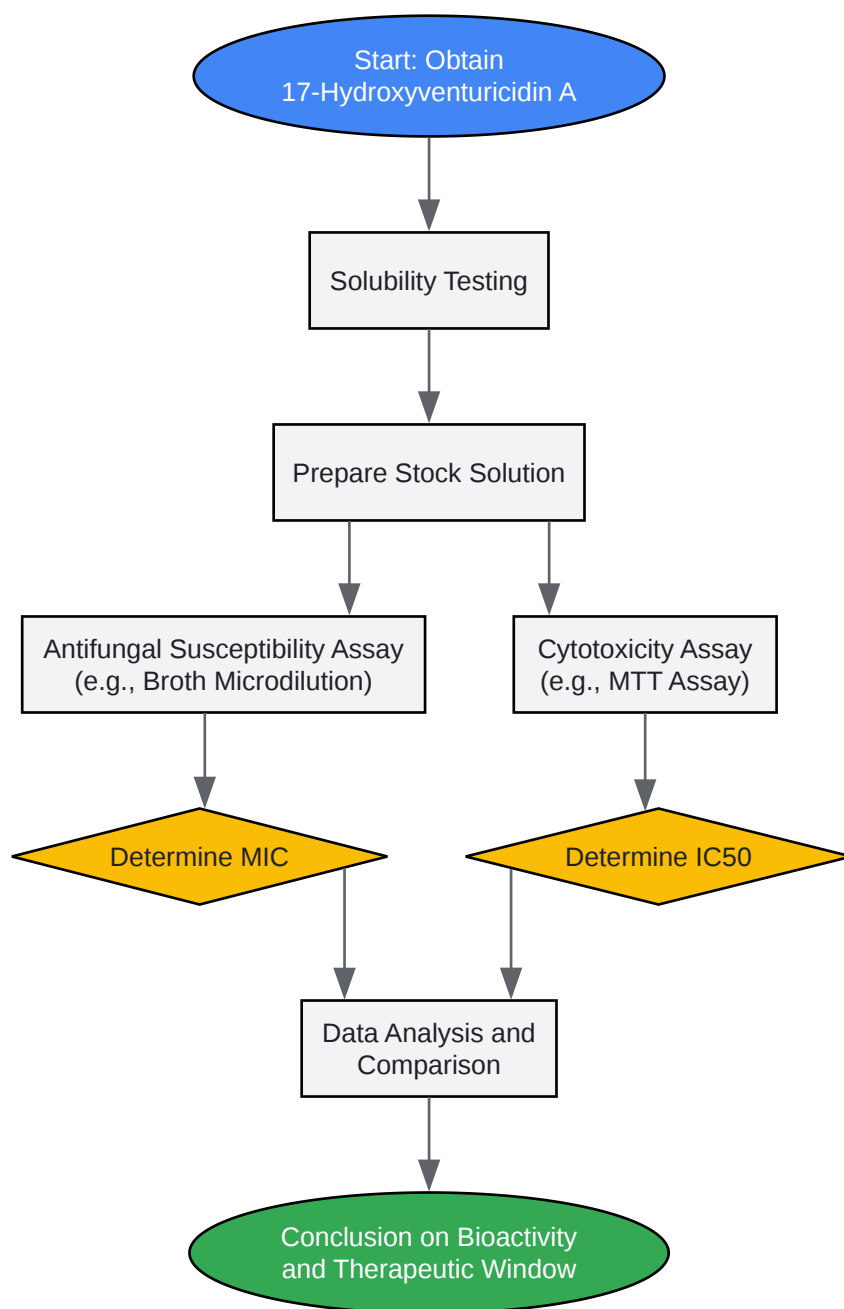 Start: Obtain
17-Hydroxyventuricidin A
Solubility Testing
Prepare Stock Solution
Antifungal Susceptibility Assay
(e.g., Broth Microdilution)
Cytotoxicity Assay
(e.g., MTT Assay)
Determine MIC
Determine IC50
Data Analysis and
Comparison
Conclusion on Bioactivity
and Therapeutic Window